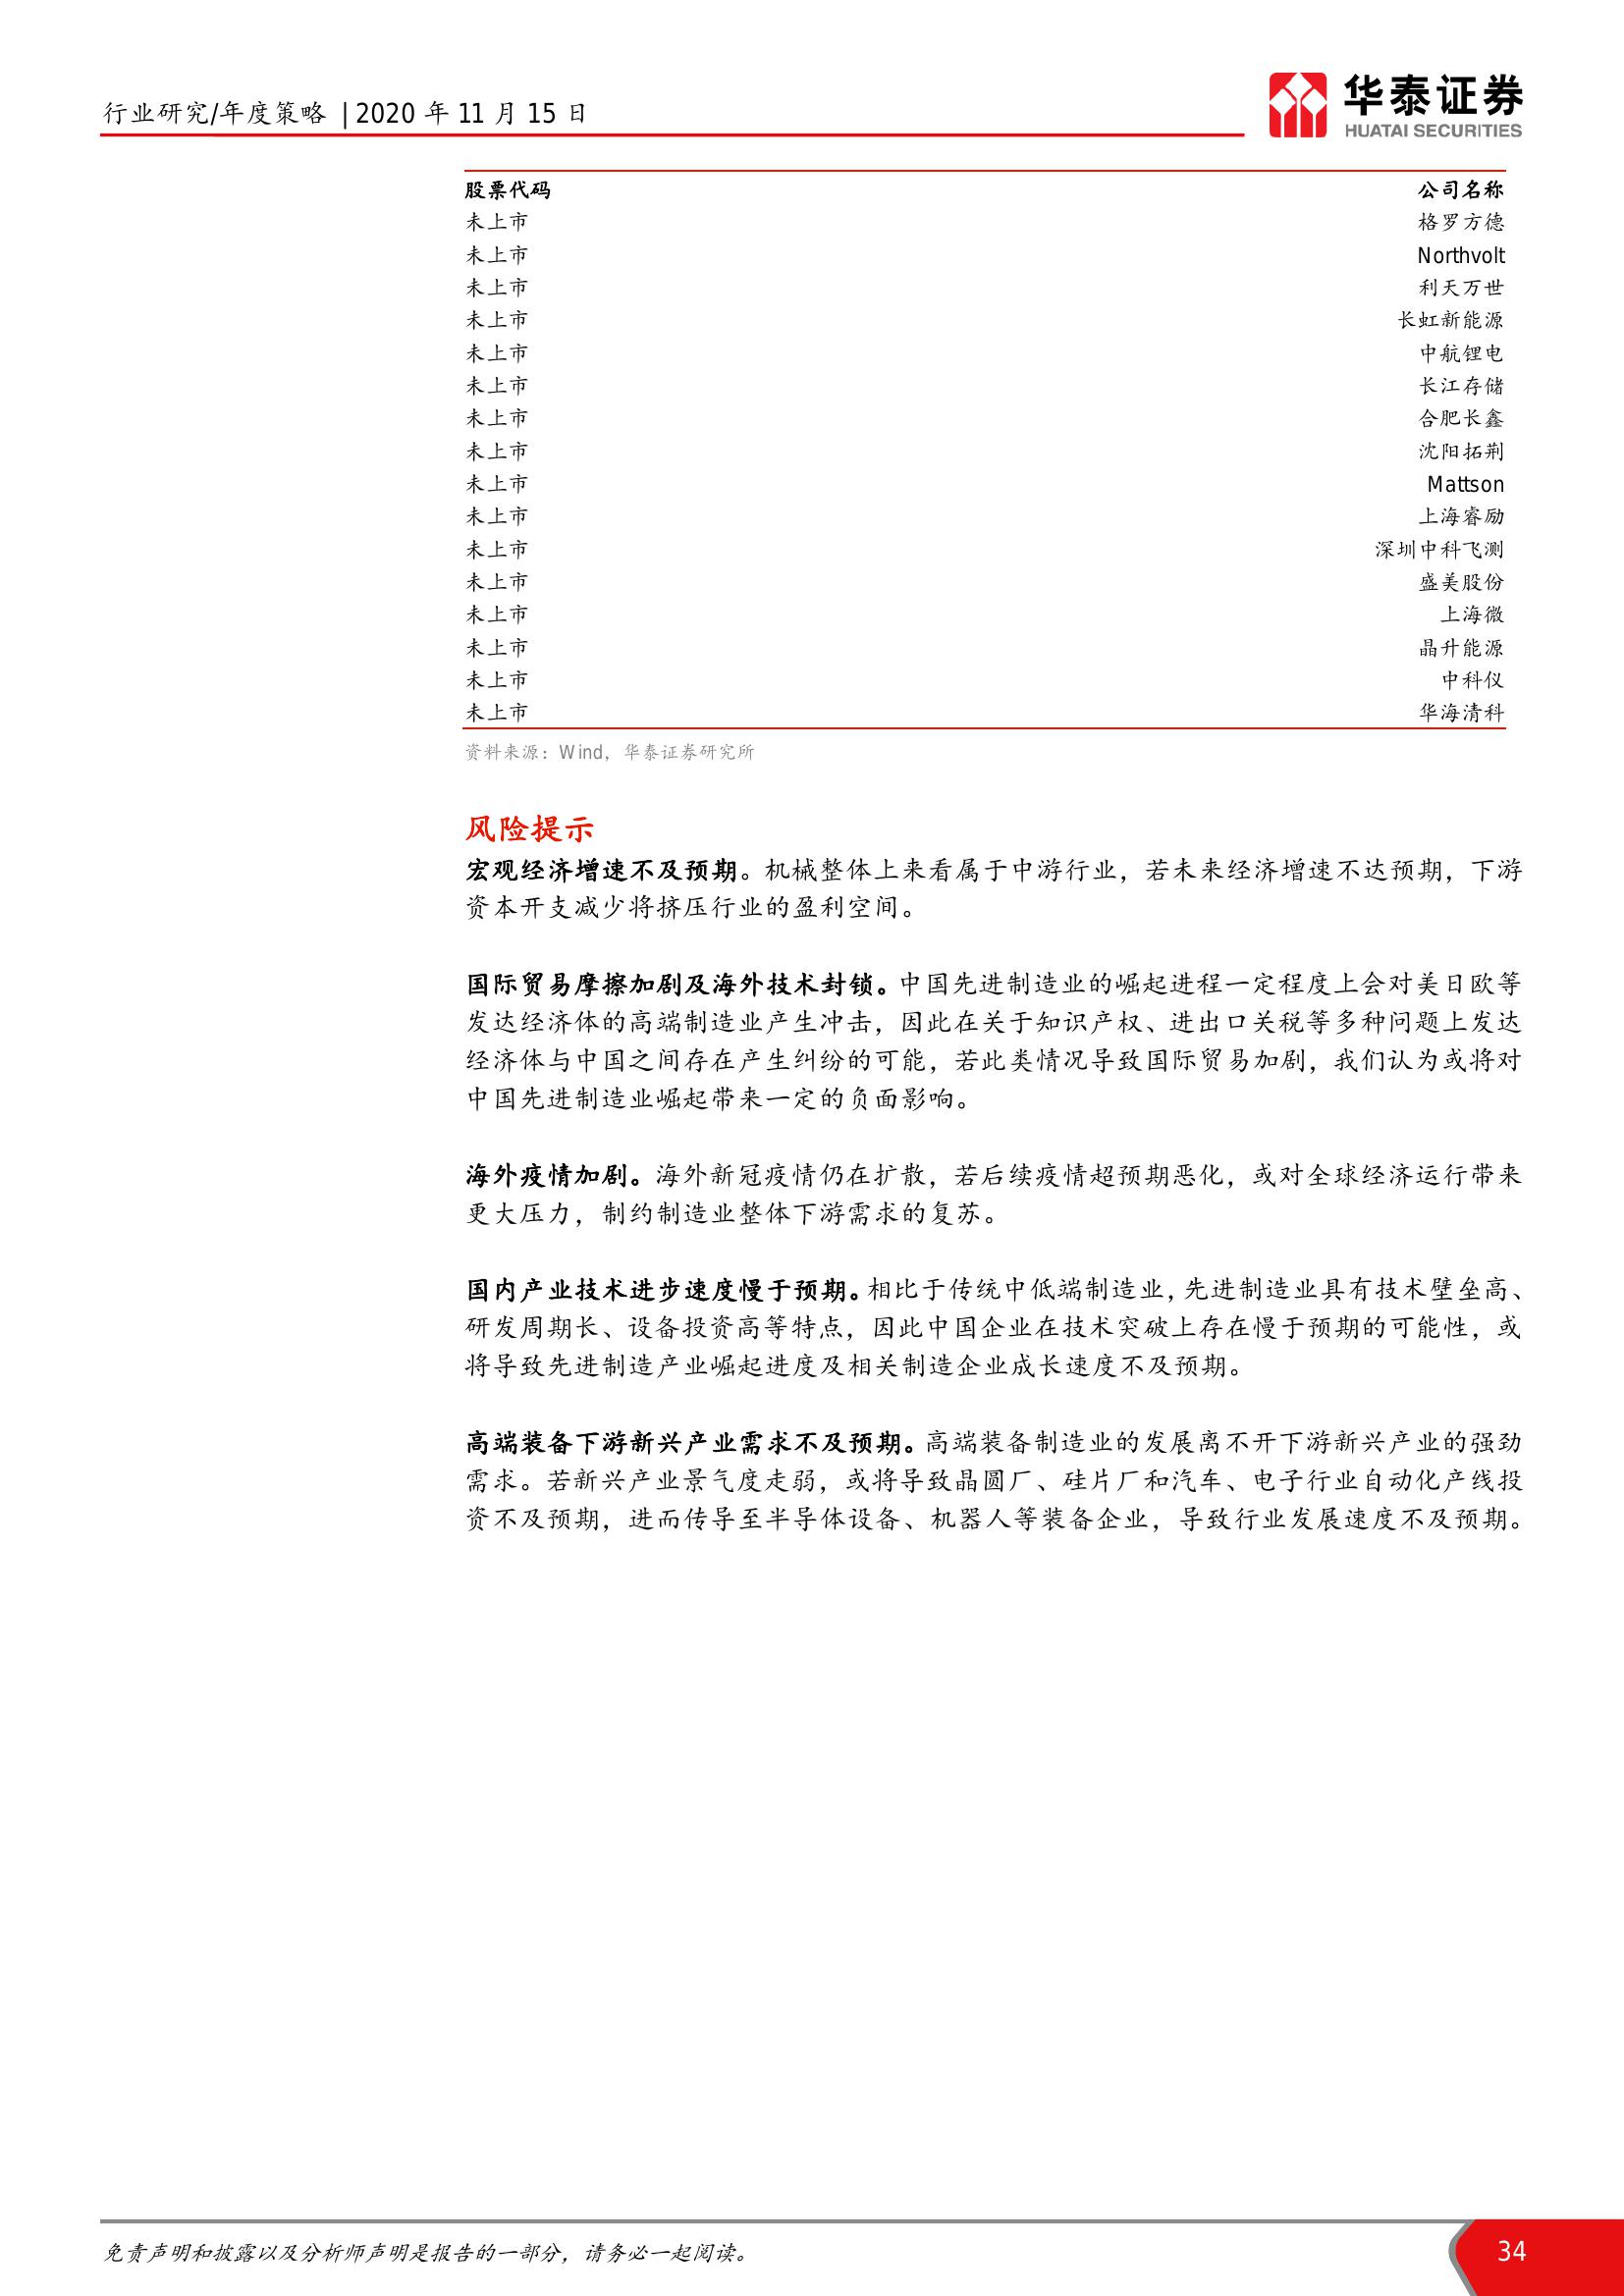 行业研究/年度策略 | 2020 年 11 月 15 日
华泰证券
HUATAI SECURITIES
股票代码 公司名称
未上市 格罗方德
未上市 Northvolt
未上市 利天万世
未上市 长虹新能源
未上市 中航锂电
未上市 长江存储
未上市 合肥长鑫
未上市 沈阳拓荆
未上市 Mattson
未上市 上海睿励
未上市 深圳中科飞测
未上市 盛美股份
未上市 上海微
未上市 晶升能源
未上市 中科仪
未上市 华海清科
资料来源：Wind，华泰证券研究所
风险提示
宏观经济增速不及预期。机械整体上来看属于中游行业，若未来经济增速不达预期，下游
资本开支减少将挤压行业的盈利空间。
国际贸易摩擦加剧及海外技术封锁。中国先进制造业的崛起进程一定程度上会对美日欧等
发达经济体的高端制造业产生冲击，因此在关于知识产权、进出口关税等多种问题上发达
经济体与中国之间存在产生纠纷的可能，若此类情况导致国际贸易加剧，我们认为或将对
中国先进制造业崛起带来一定的负面影响。
海外疫情加剧。海外新冠疫情仍在扩散，若后续疫情超预期恶化，或对全球经济运行带来
更大压力，制约制造业整体下游需求的复苏。
国内产业技术进步速度慢于预期。相比于传统中低端制造业，先进制造业具有技术壁垒高、
研发周期长、设备投资高等特点，因此中国企业在技术突破上存在慢于预期的可能性，或
将导致先进制造产业崛起进度及相关制造企业成长速度不及预期。
高端装备下游新兴产业需求不及预期。高端装备制造业的发展离不开下游新兴产业的强劲
需求。若新兴产业景气度走弱，或将导致晶圆厂、硅片厂和汽车、电子行业自动化产线投
资不及预期，进而传导至半导体设备、机器人等装备企业，导致行业发展速度不及预期。
免责声明和披露以及分析师声明是报告的一部分，请务必一起阅读。
34